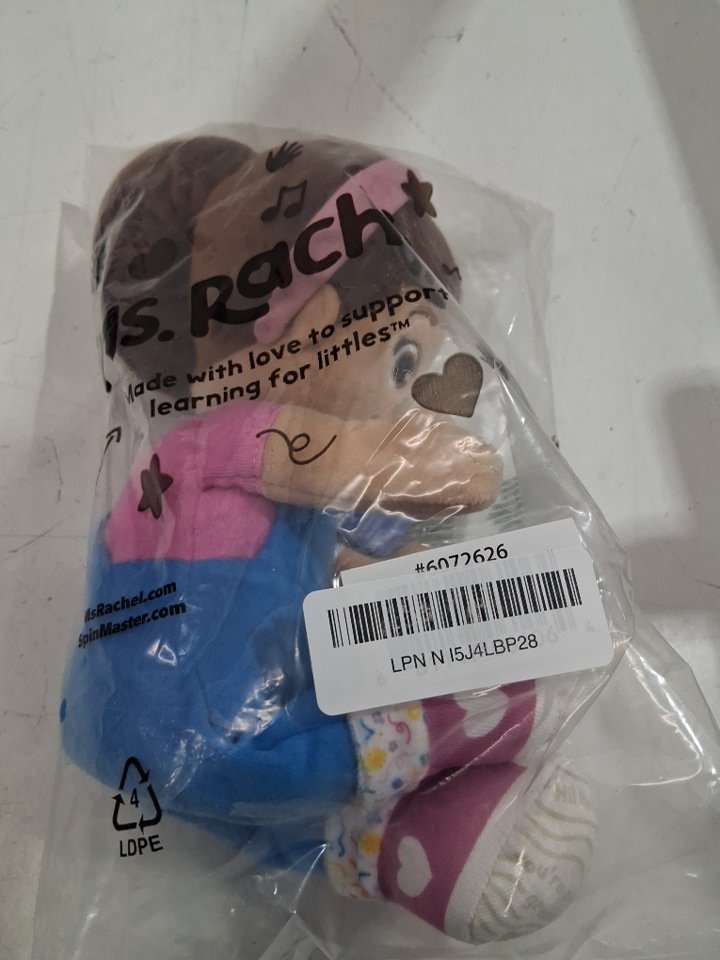 Ms. Rach
Made with love to support
learning for littles™
#6072626
LPN N I5J4LBP28
MsRachel.com
SpinMaster.com
4
LDPE